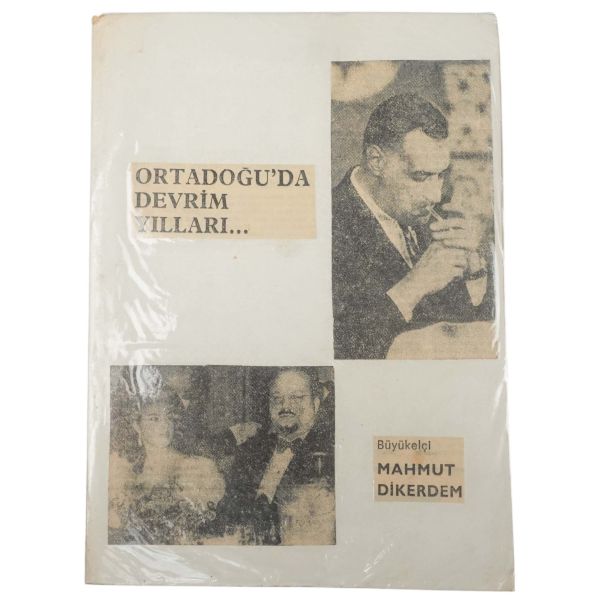 ORTADOĞU'DA
DEVRİM
YILLARI...
Büyükelçi
MAHMUT
DİKERDEM